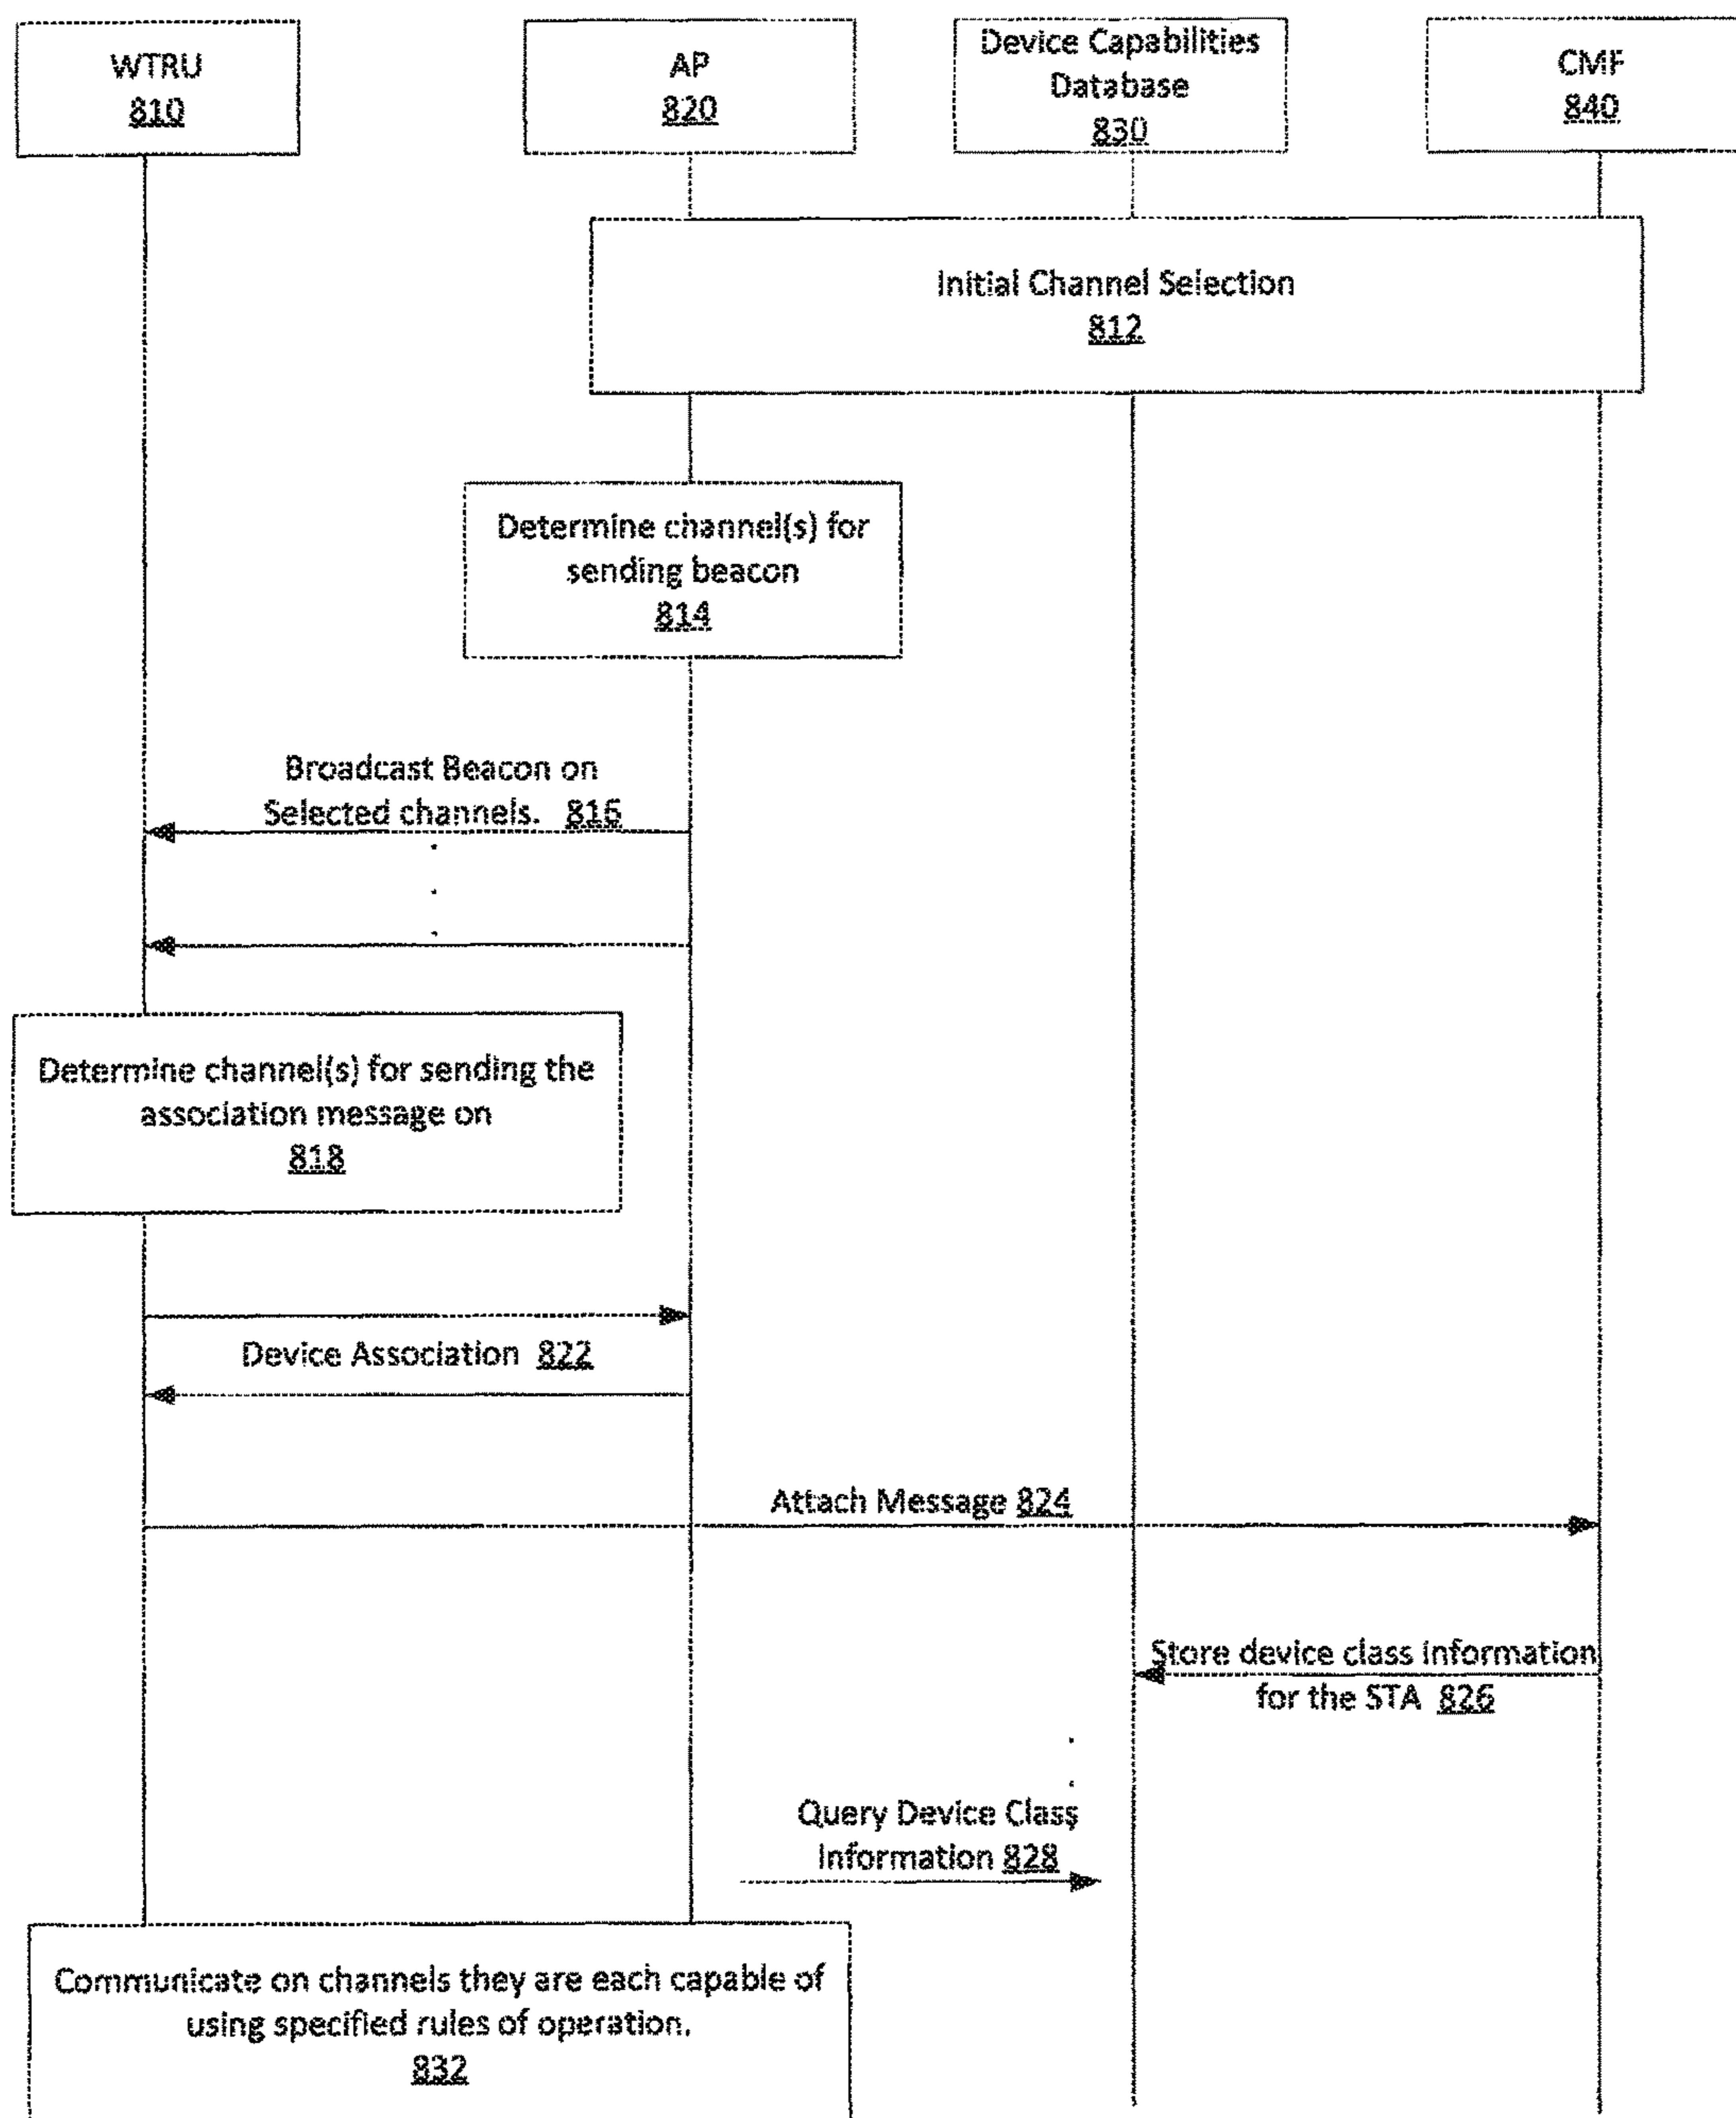 WTRU
810
AP
820
Device Capabilities
Database
830
CMF
840
Initial Channel Selection
812
Determine channel(s) for
sending beacon
814
Broadcast Beacon on
Selected channels. 816
Determine channel(s) for sending the
association message on
818
Device Association 822
Attach Message 824
Store device class information
for the STA 826
Query Device Class
Information 828
Communicate on channels they are each capable of
using specified rules of operation.
832